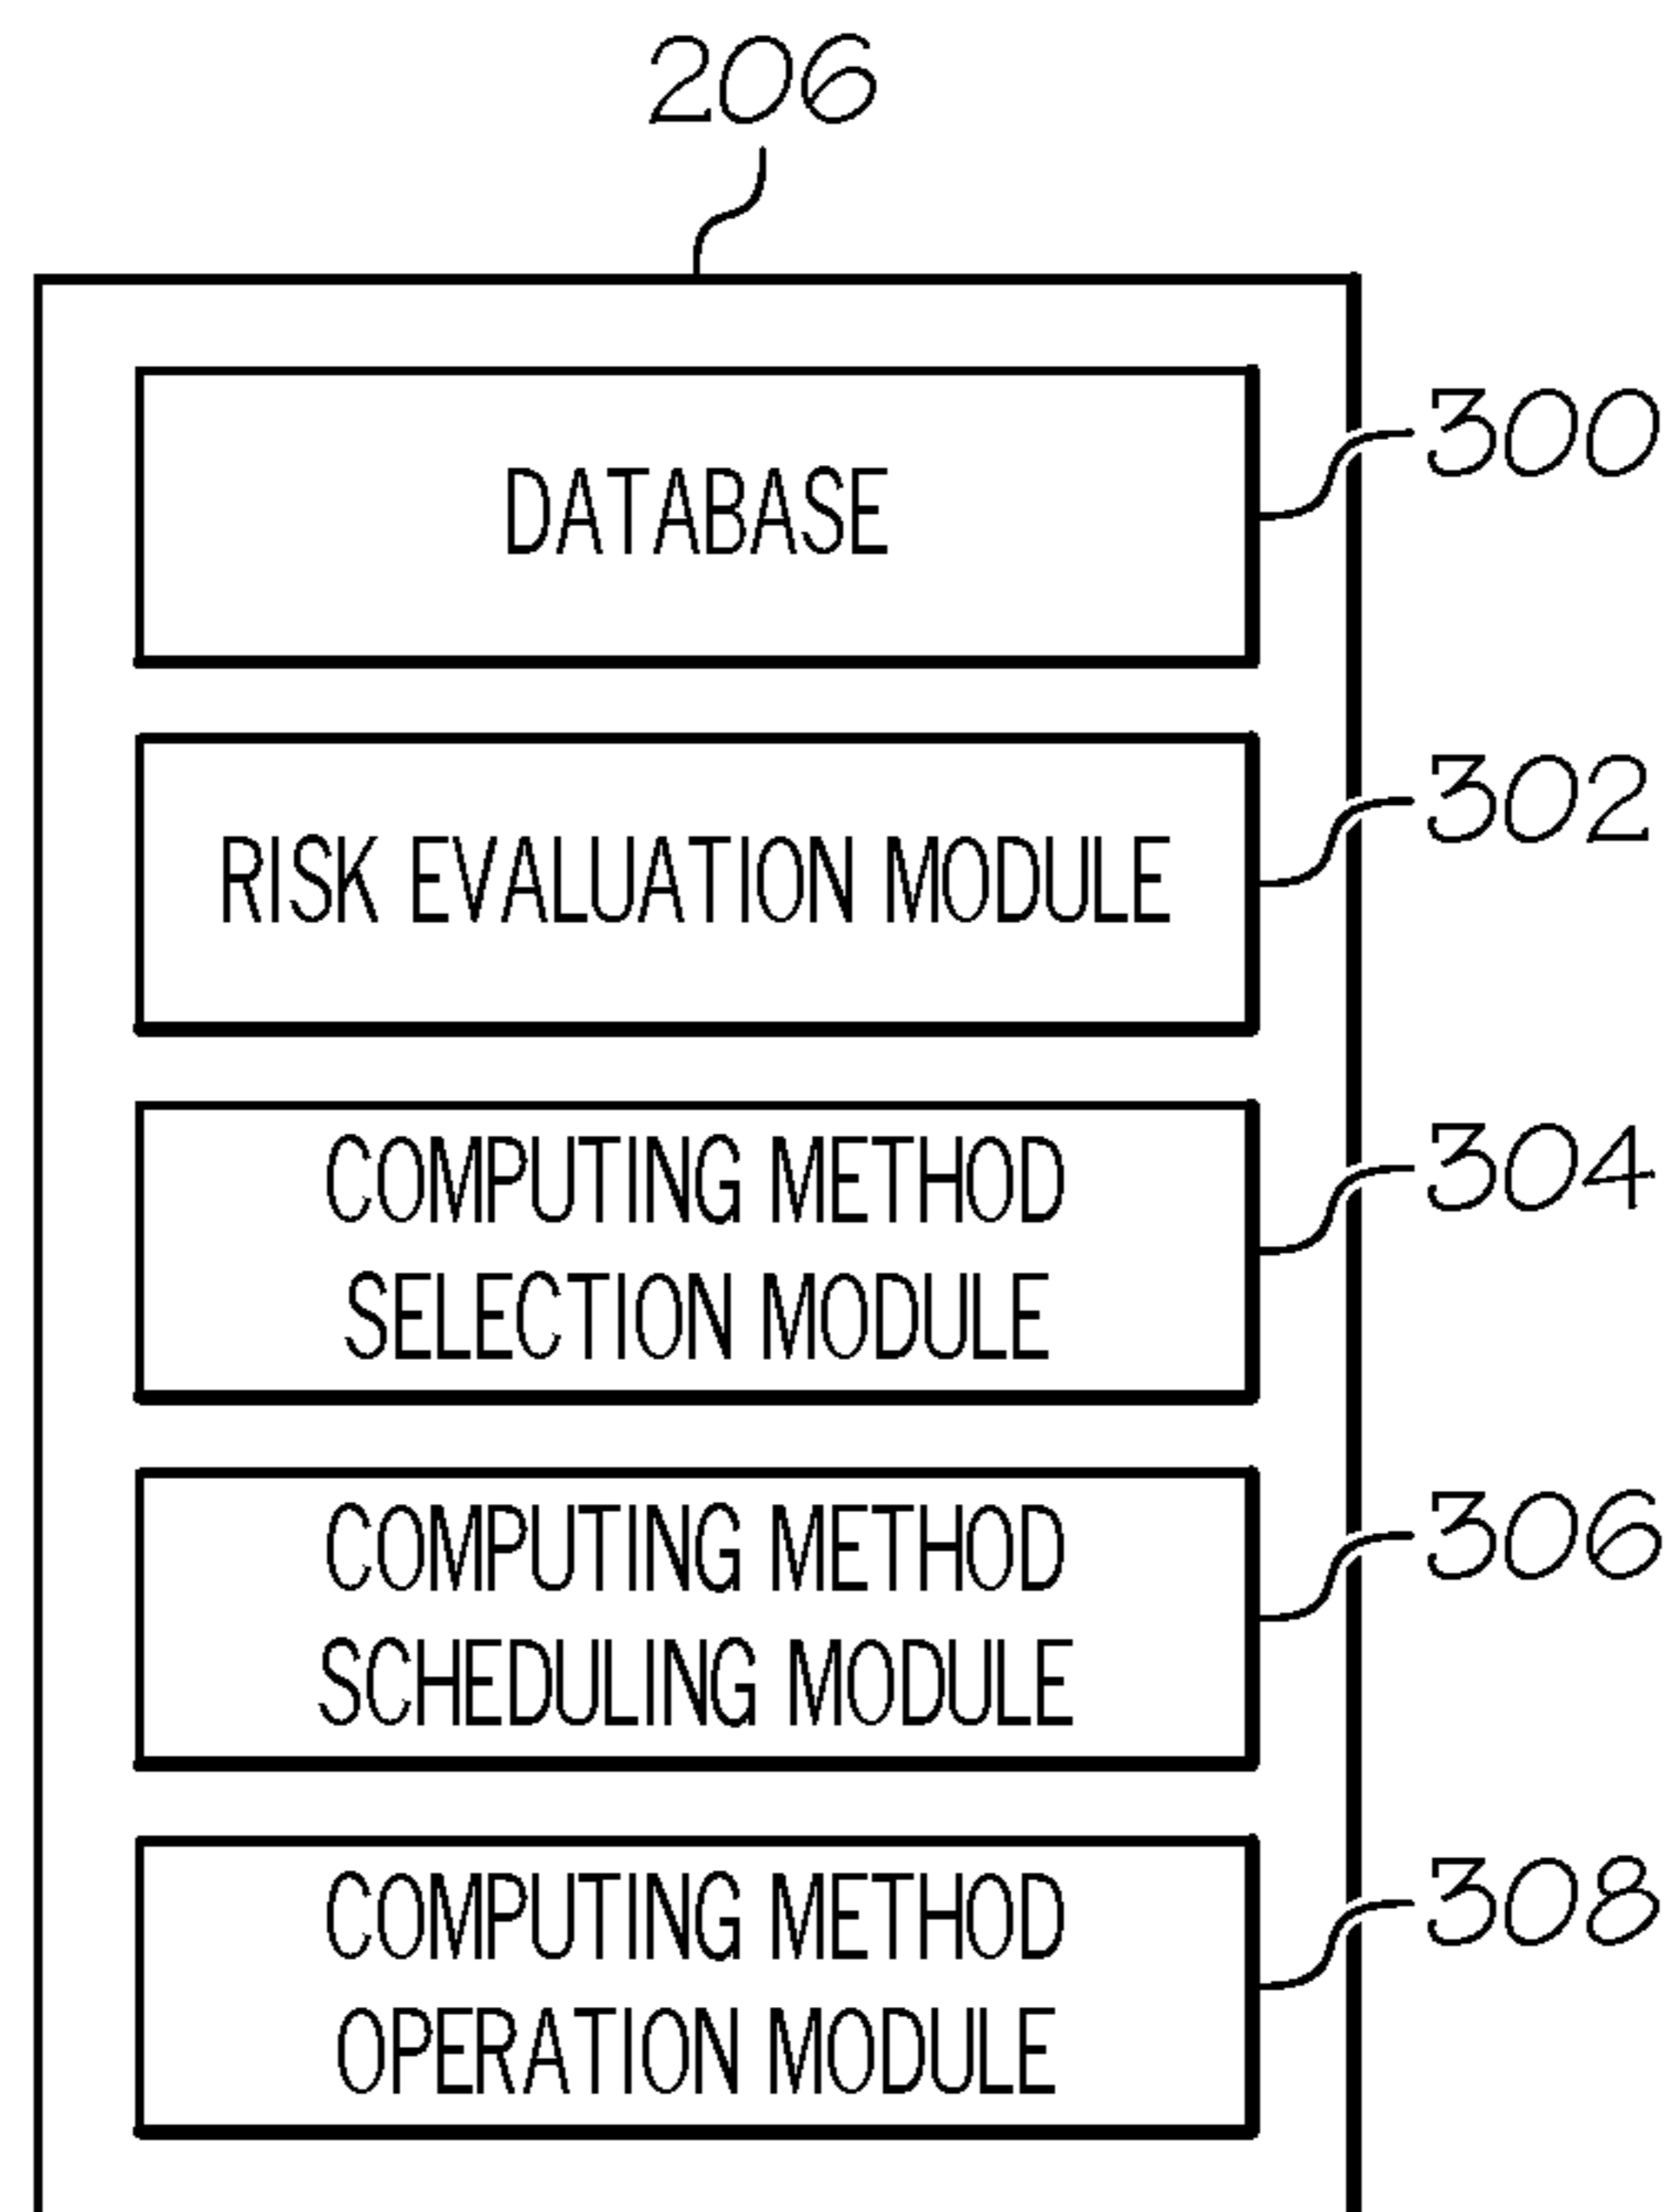 206
DATABASE
300
RISK EVALUATION MODULE
302
COMPUTING METHOD
SELECTION MODULE
304
COMPUTING METHOD
SCHEDULING MODULE
306
COMPUTING METHOD
OPERATION MODULE
308